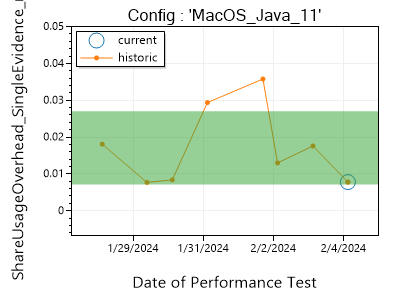 Config : 'MacOS_Java_11'
current
historic
0.05
0.04
0.03
0.02
0.01
0
ShareUsageOverhead_SingleEvidence_
1/29/2024
1/31/2024
2/2/2024
2/4/2024
Date of Performance Test